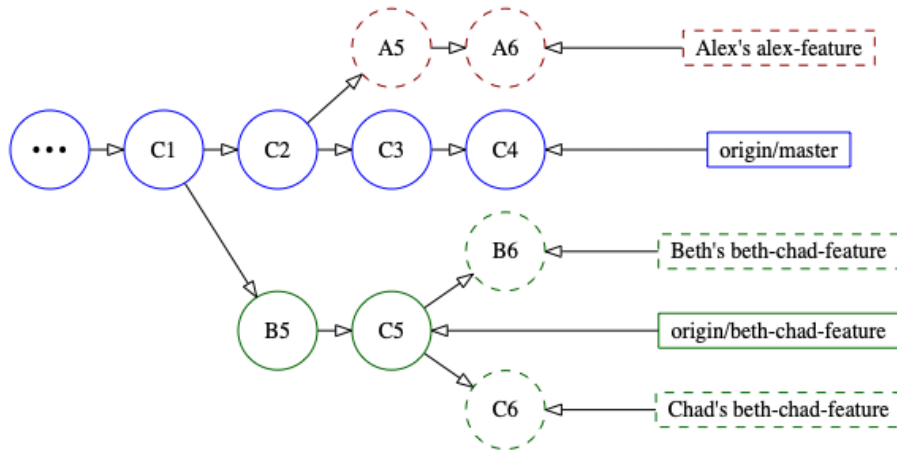 A5
A6
Alex's alex-feature
•••
C1
C2
C3
C4
origin/master
B6
Beth's beth-chad-feature
B5
C5
origin/beth-chad-feature
C6
Chad's beth-chad-feature